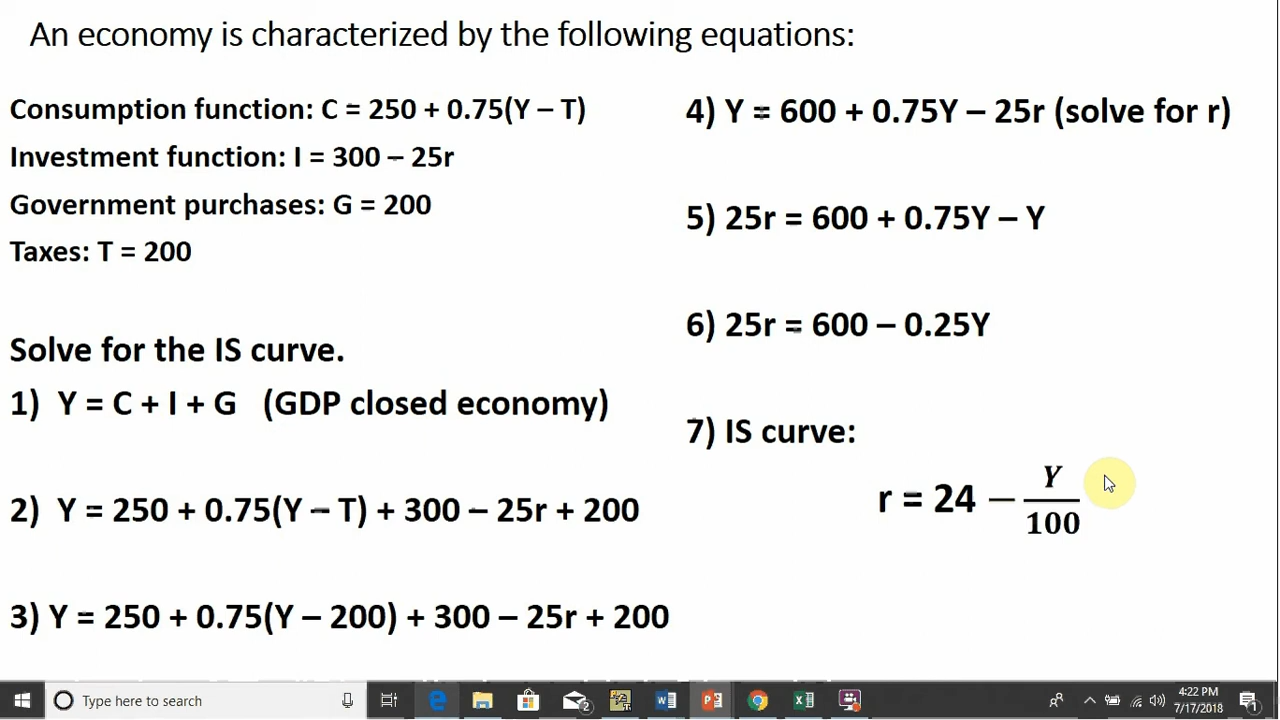 An economy is characterized by the following equations:
Consumption function: C = 250 + 0.75(Y – T)
Investment function: I = 300 – 25r
Government purchases: G = 200
Taxes: T = 200
Solve for the IS curve.
1) Y = C + I + G (GDP closed economy)
2) Y = 250 + 0.75(Y – T) + 300 – 25r + 200
3) Y = 250 + 0.75(Y – 200) + 300 – 25r + 200
4) Y = 600 + 0.75Y – 25r (solve for r)
5) 25r = 600 + 0.75Y – Y
6) 25r = 600 – 0.25Y
7) IS curve:
r = 24 – Y/100
Type here to search
2
4:22 PM
7/17/2018
1